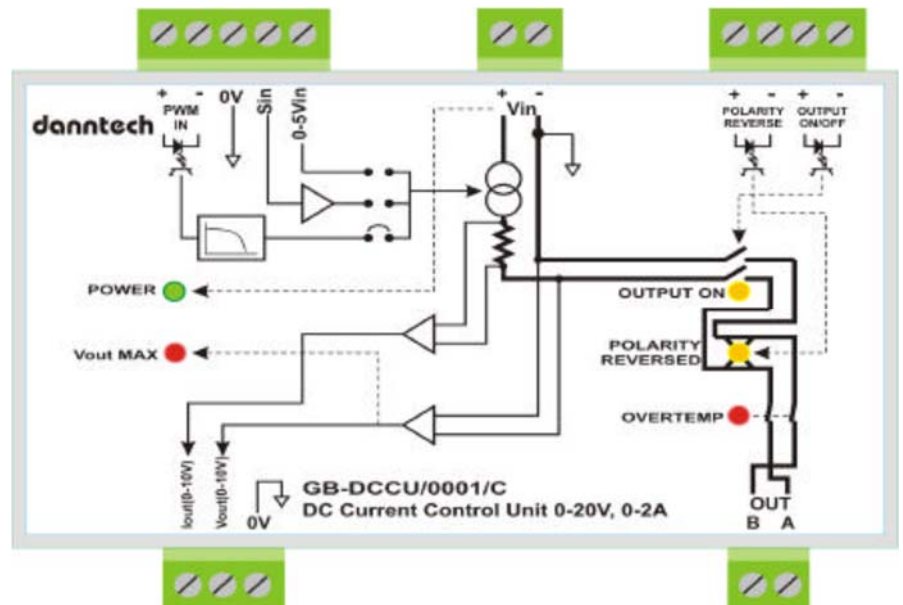 + -
PWM
IN
0V
Sin
0-5Vin
+ -
Vin
+ - + -
POLARITY
REVERSE
OUTPUT
ON/OFF
danntech
POWER
OUTPUT ON
Vout MAX
POLARITY
REVERSED
OVERTEMP
Iout(0-10V)
Vout(0-10V)
0V
GB-DCCU/0001/C
DC Current Control Unit 0-20V, 0-2A
OUT
B A